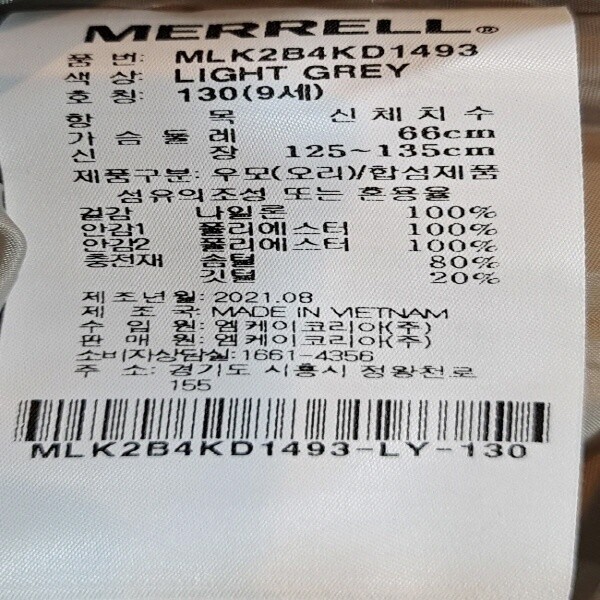 MERRELL®
품 번: MLK2B4KD1493
색 상: LIGHT GREY
호 칭: 130(9세)
항 목 신체치수
가슴둘레 66cm
신 장 125~135cm
제품구분: 우모(오리)/합성제품
섬유의조성 또는 혼용율
겉감 나일론 100%
안감1 폴리에스터 100%
안감2 폴리에스터 100%
충전재 솜털 80%
깃털 20%
제조년월: 2021.08
제 조 국: MADE IN VIETNAM
수 입 원: 엠케이코리아(주)
판 매 원: 엠케이코리아(주)
소비자상담실: 1661-4356
주 소: 경기도 시흥시 정왕천로
155
MLK2B4KD1493-LY-130